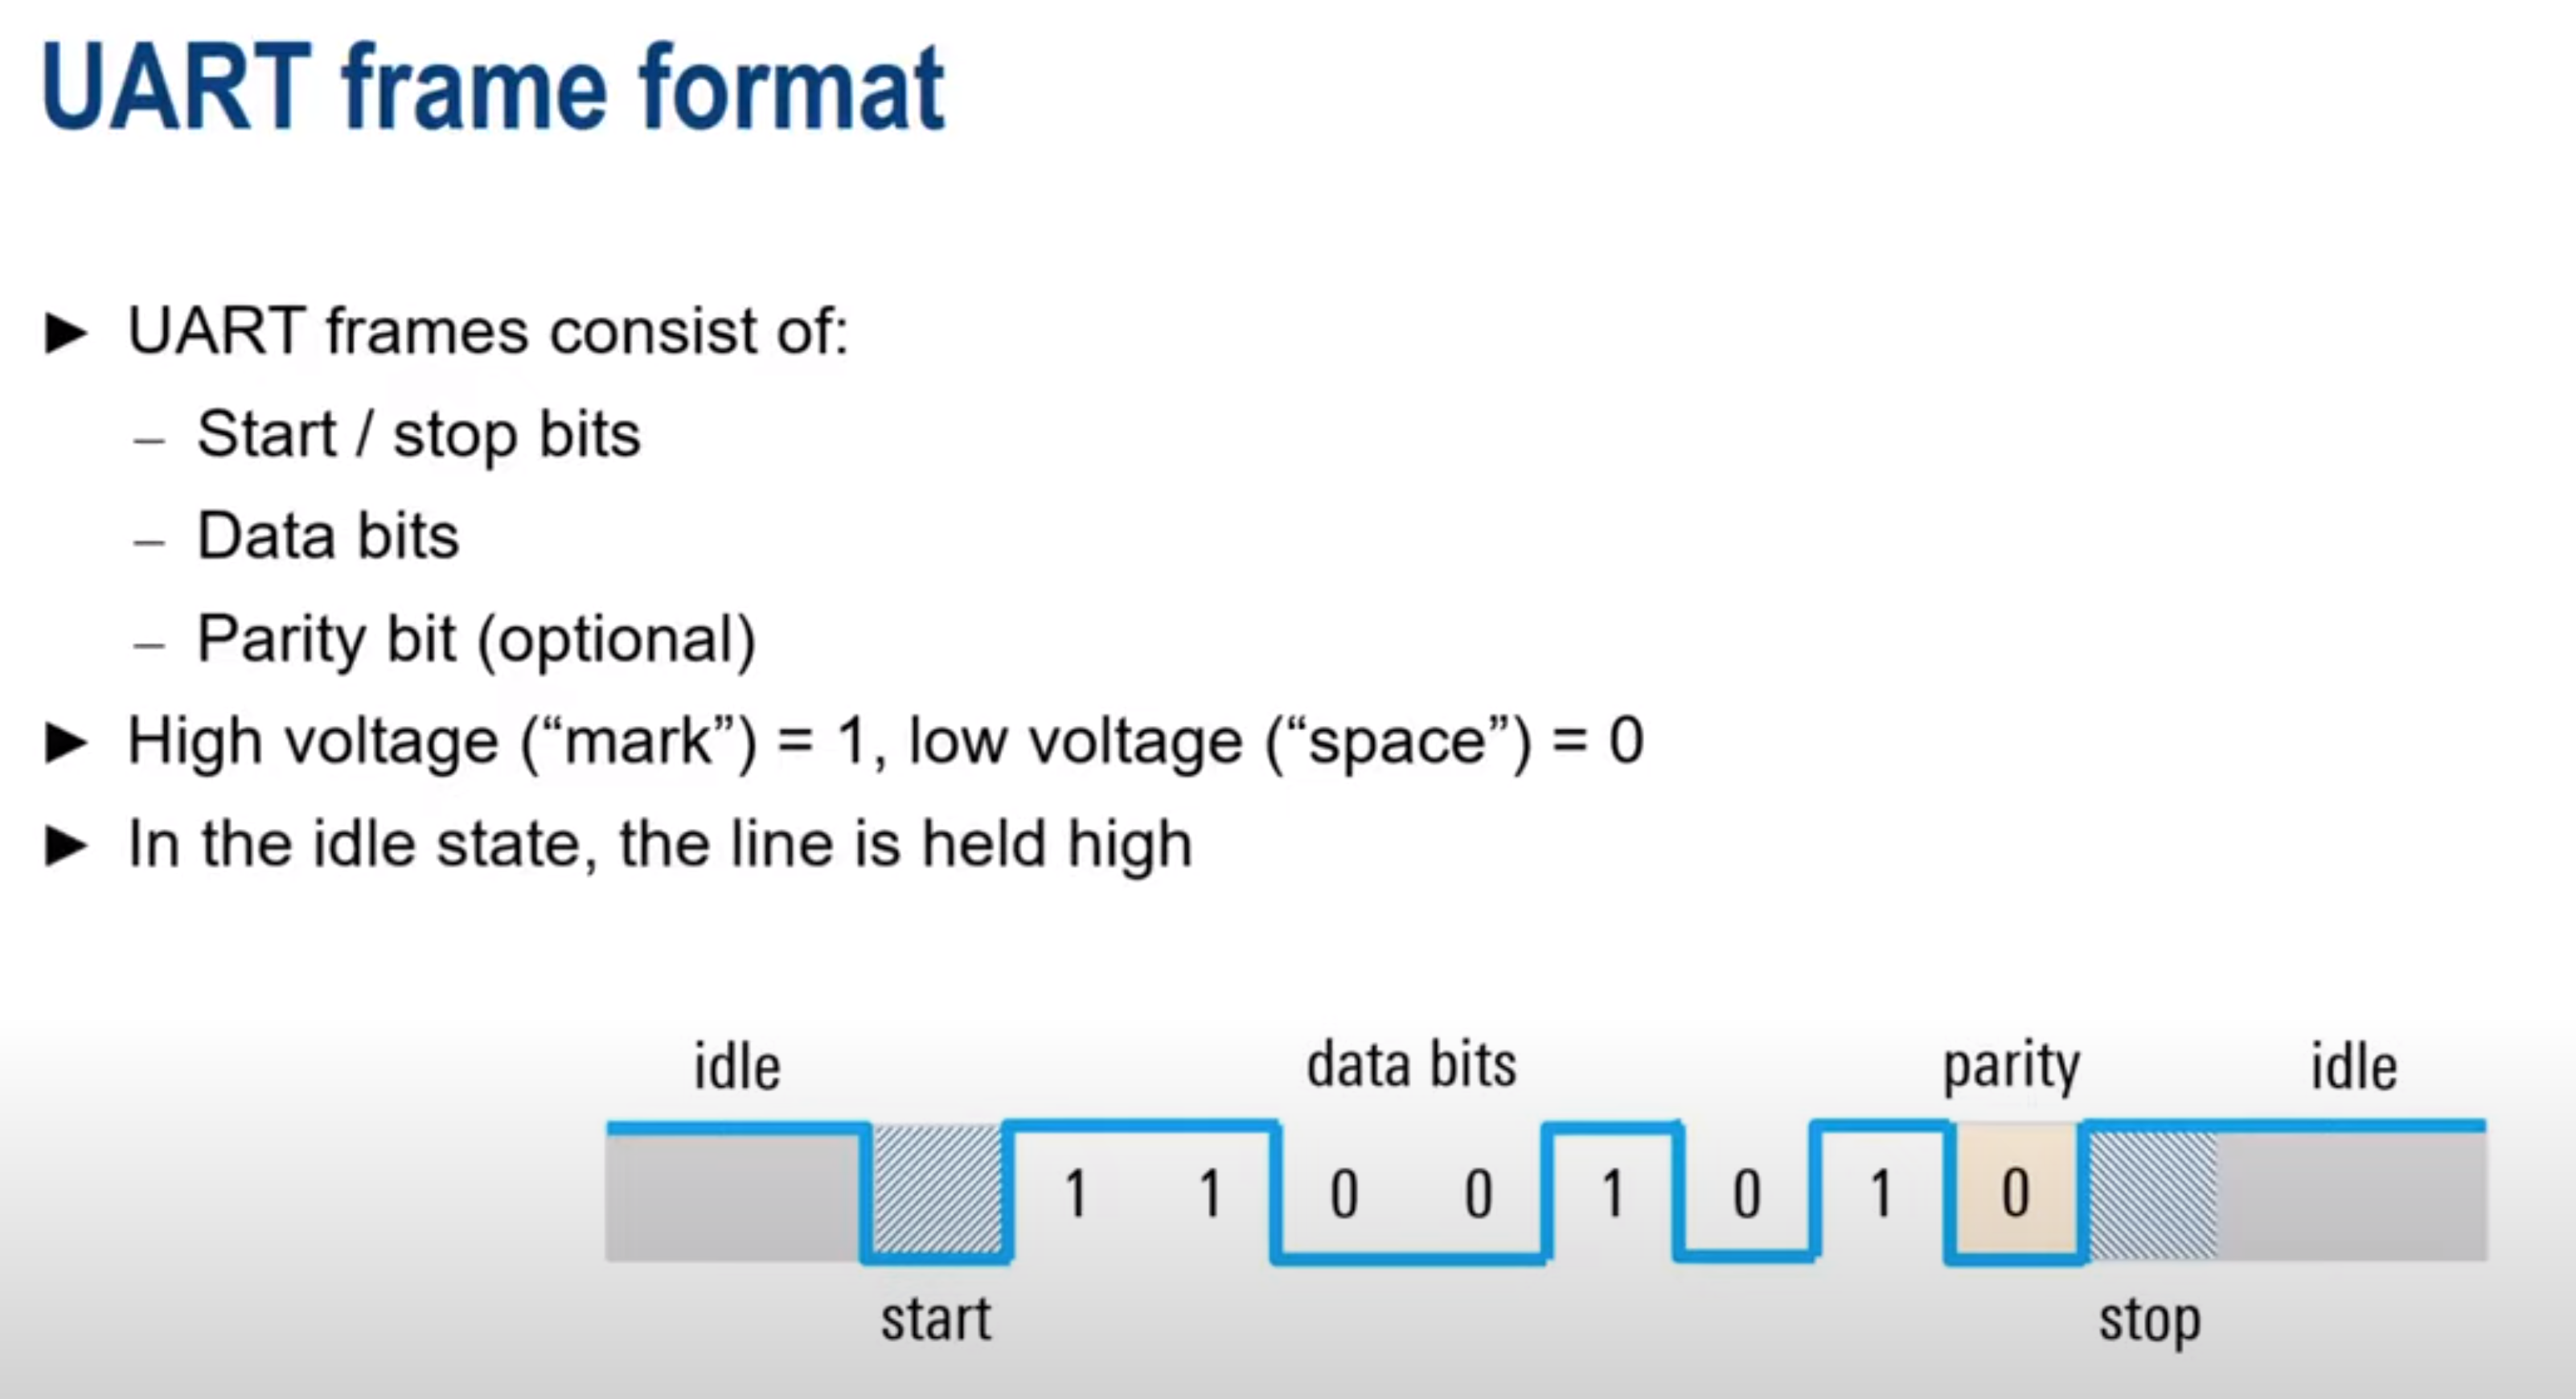 UART frame format
► UART frames consist of:
– Start / stop bits
– Data bits
– Parity bit (optional)
► High voltage (“mark”) = 1, low voltage (“space”) = 0
► In the idle state, the line is held high
idle data bits parity idle
1 1 0 0 1 0 1 0
start stop